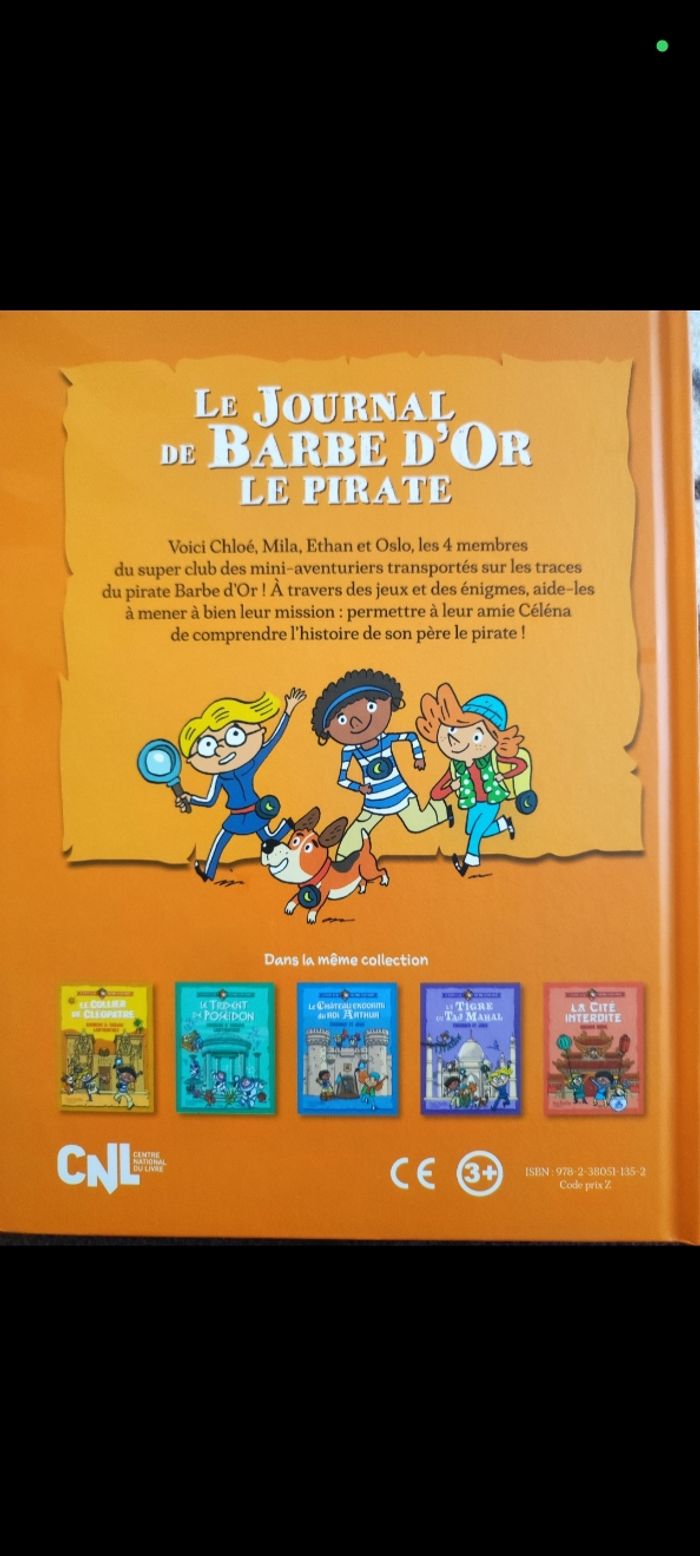 LE JOURNAL
DE BARBE D'OR
LE PIRATE
Voici Chloé, Mila, Ethan et Oslo, les 4 membres
du super club des mini-aventuriers transportés sur les traces
du pirate Barbe d'Or ! À travers des jeux et des énigmes, aide-les
à mener à bien leur mission : permettre à leur amie Céléna
de comprendre l'histoire de son père le pirate !
Dans la même collection
LE COLLIER
DE CLÉOPÂTRE
LE TRIDENT
DE POSÉIDON
LE CHÂTEAU ENDORMI
DU ROI ARTHUR
LE TIGRE
DU TAJ MAHAL
LA CITÉ
INTERDITE
CNL
CENTRE
NATIONAL
DU LIVRE
CE
3+
ISBN : 978-2-38051-135-2
Code prix Z